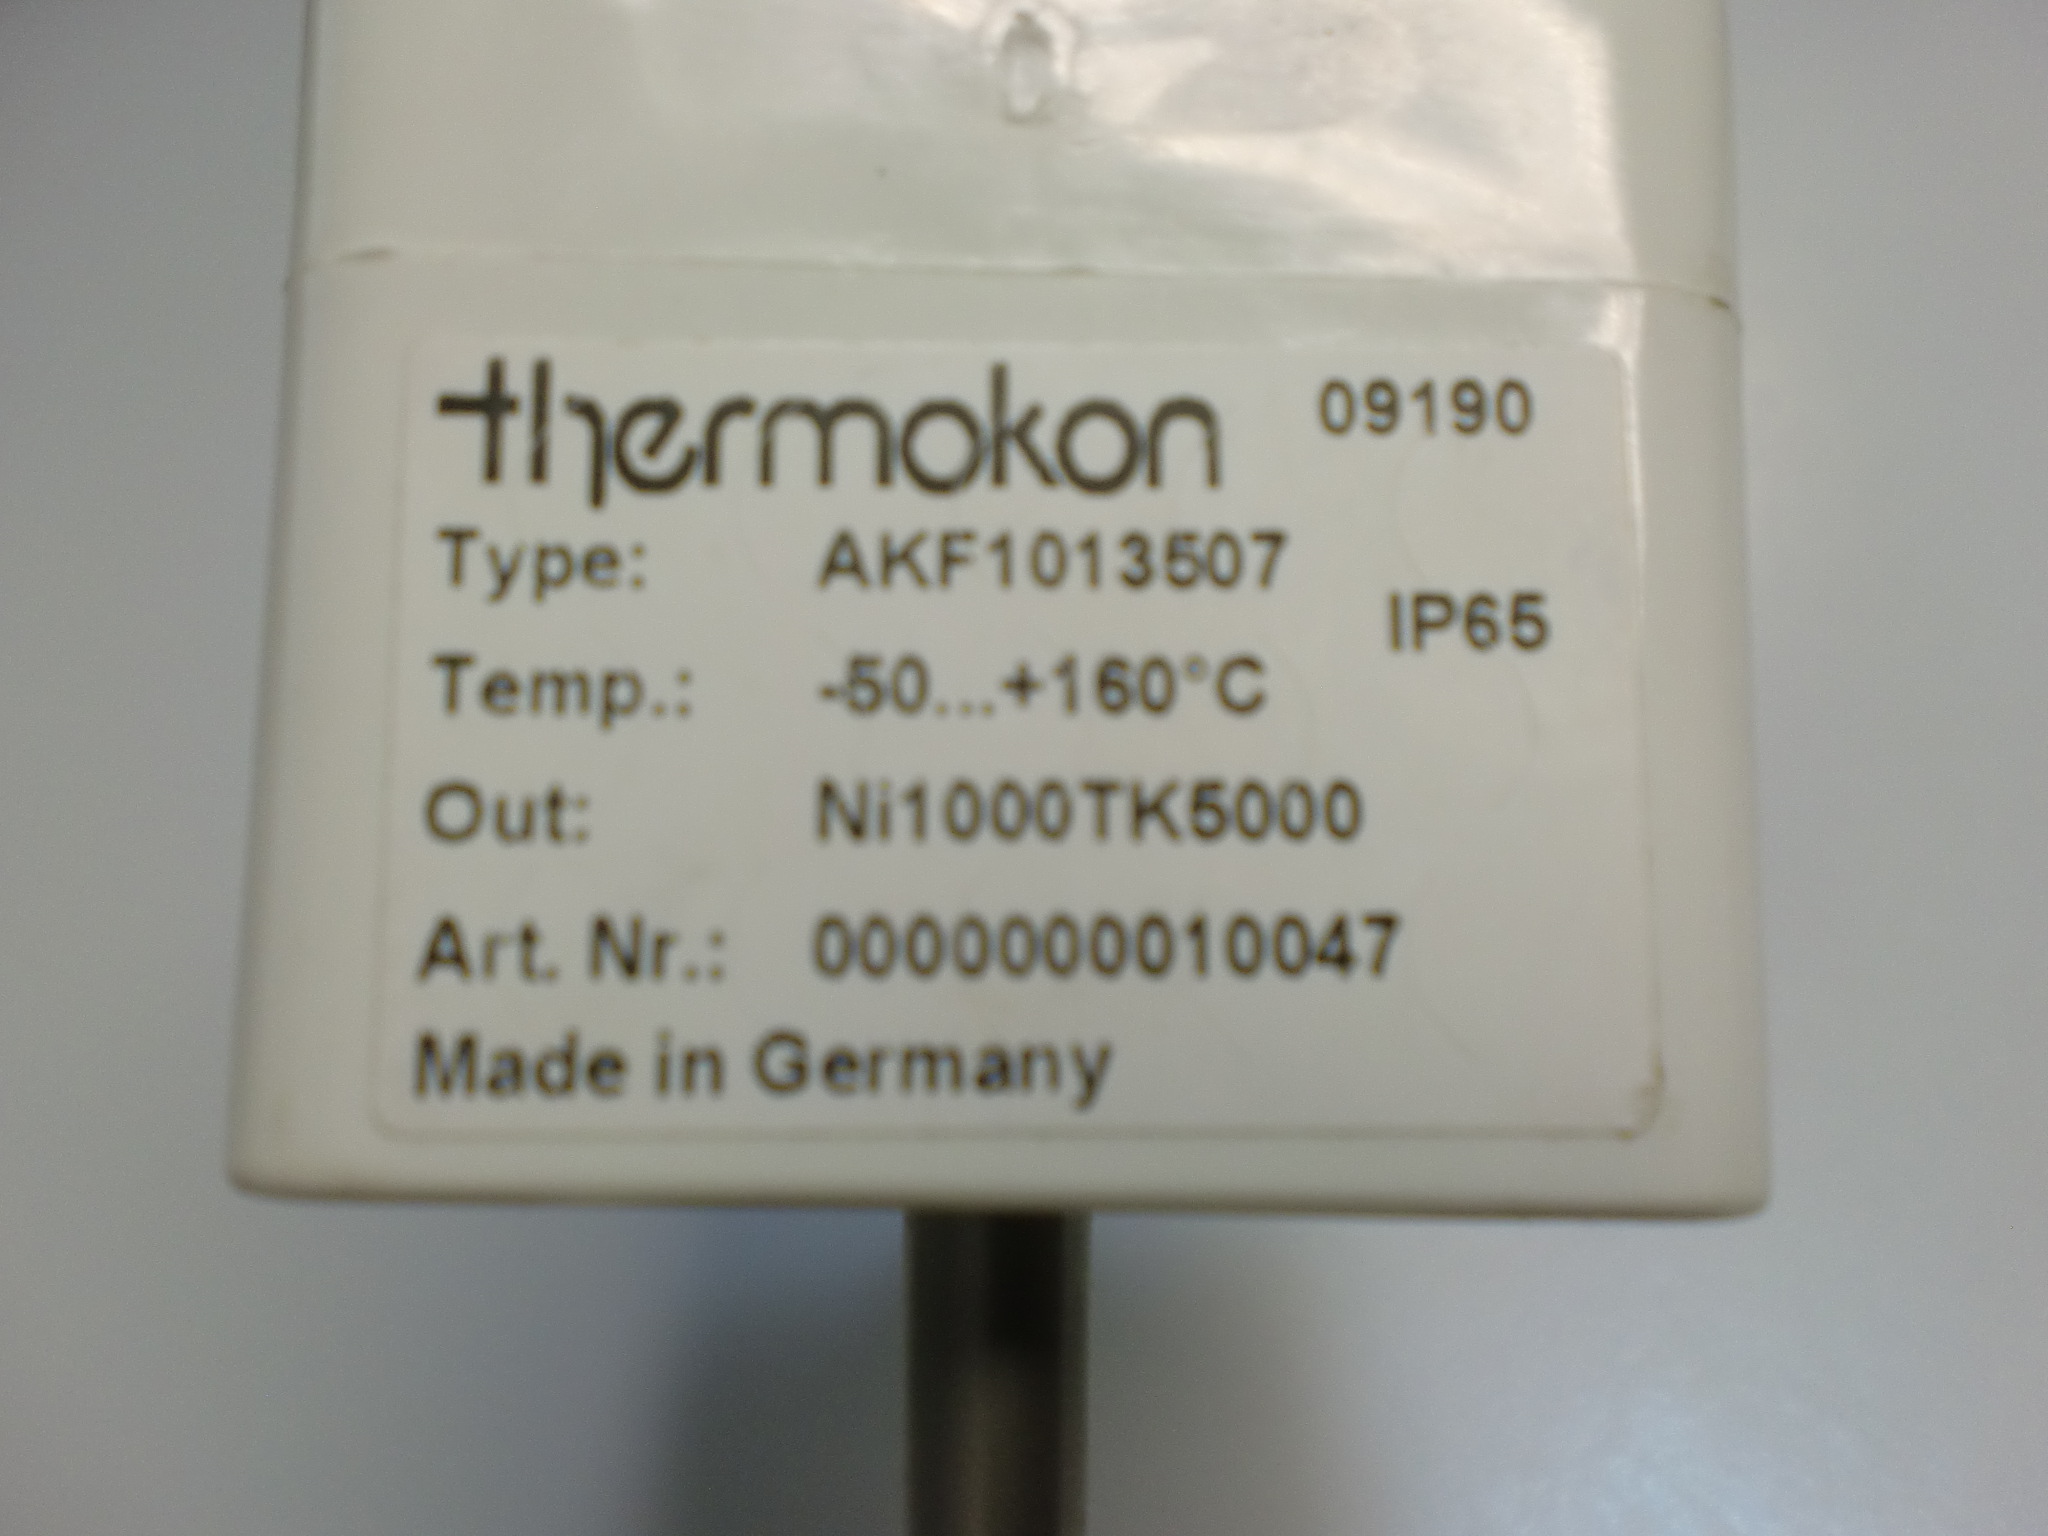 thermokon 09190
Type: AKF1013507
IP65
Temp.: -50...+160°C
Out: Ni1000TK5000
Art. Nr.: 0000000010047
Made in Germany